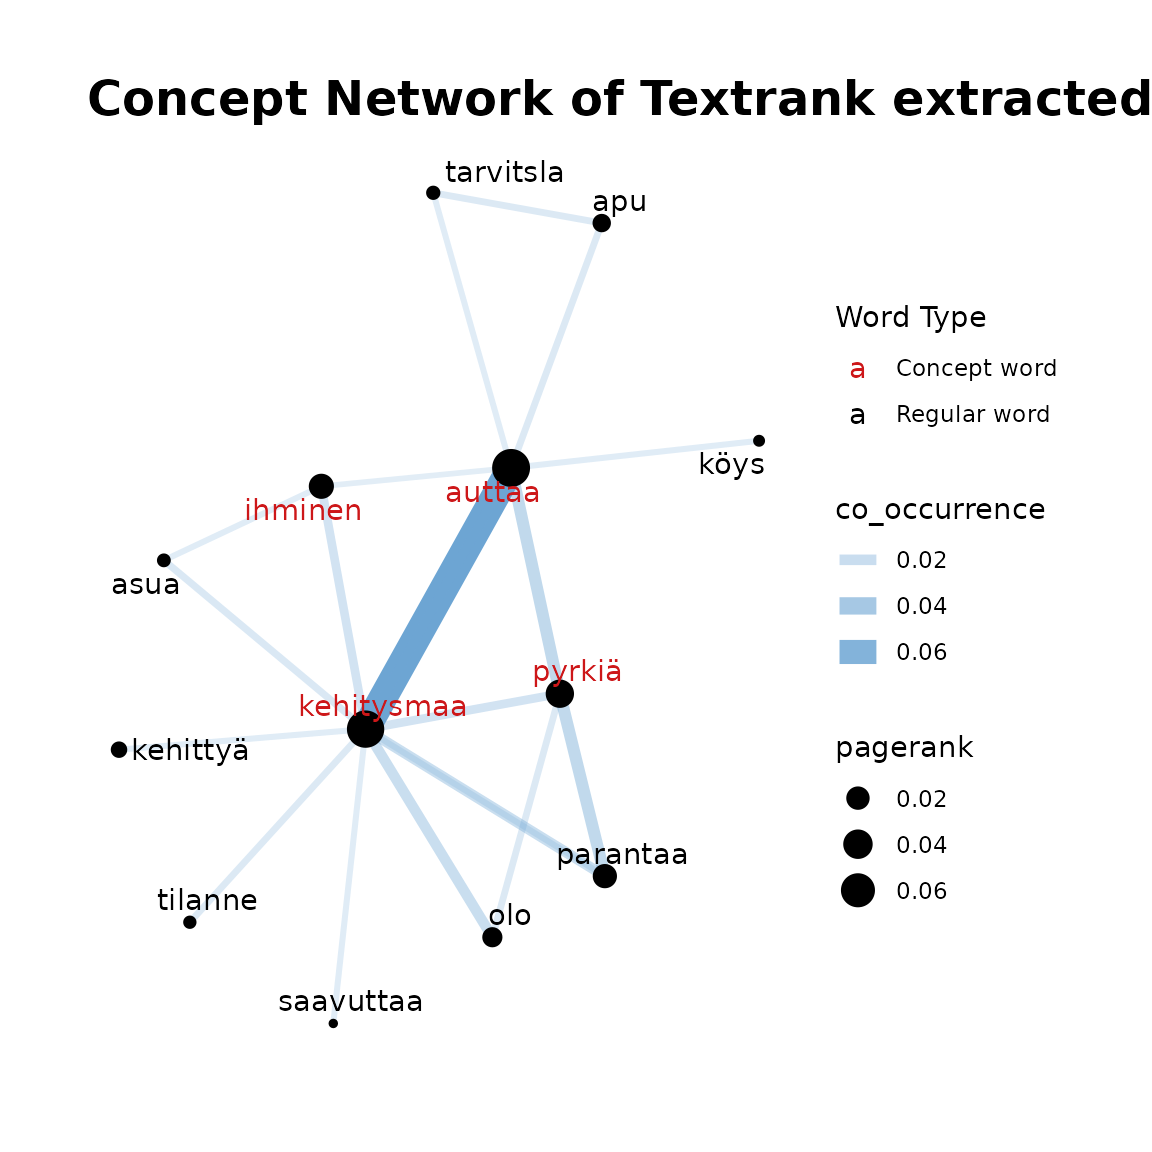 Concept Network of Textrank extracted
tarvitsla
apu
Word Type
a Concept word
a Regular word
köys
auttaa
ihminen
co_occurrence
0.02
asua
0.04
0.06
pyrkiä
kehitysmaa
kehittyä
pagerank
0.02
0.04
parantaa
0.06
tilanne
olo
saavuttaa